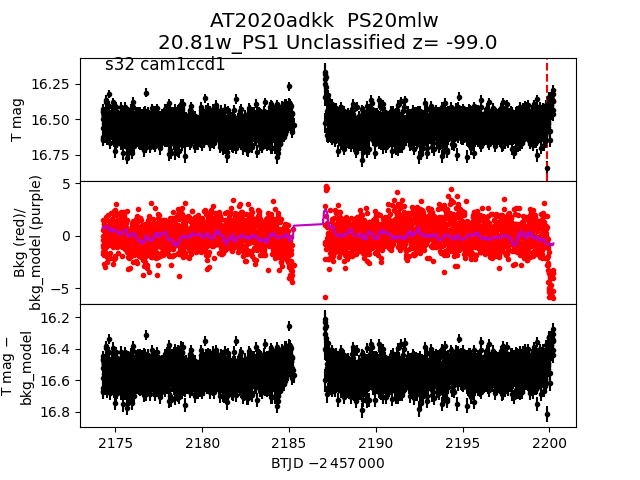 AT2020adkk  PS20mlw
20.81w_PS1 Unclassified z= -99.0
s32 cam1ccd1
T mag
16.25
16.50
16.75
Bkg (red)/
bkg_model (purple)
5
0
−5
T mag −
bkg_model
16.2
16.4
16.6
16.8
2175
2180
2185
2190
2195
2200
BTJD −2 457 000